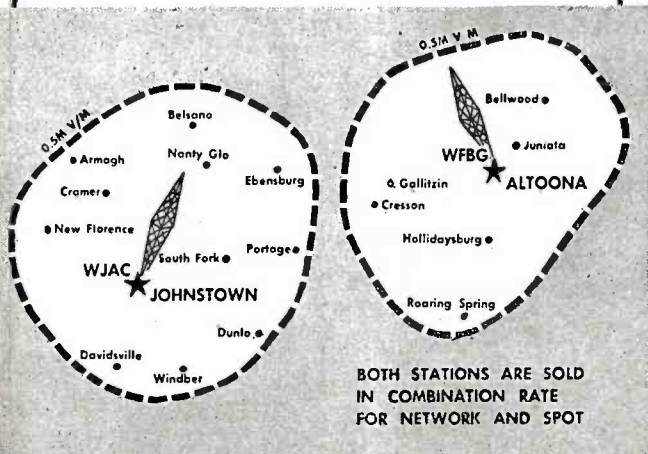 0.5M V/M
Belsano
Armagh
Nanty Glo
Cramer
Ebensburg
New Florence
South Fork
Portage
WJAC
JOHNSTOWN
Dunlo
Davidsville
Windber
0.5M V M
Bellwood
WFBG
Juniata
ALTOONA
Gallitzin
Cresson
Hollidaysburg
Roaring Spring
BOTH STATIONS ARE SOLD
IN COMBINATION RATE
FOR NETWORK AND SPOT